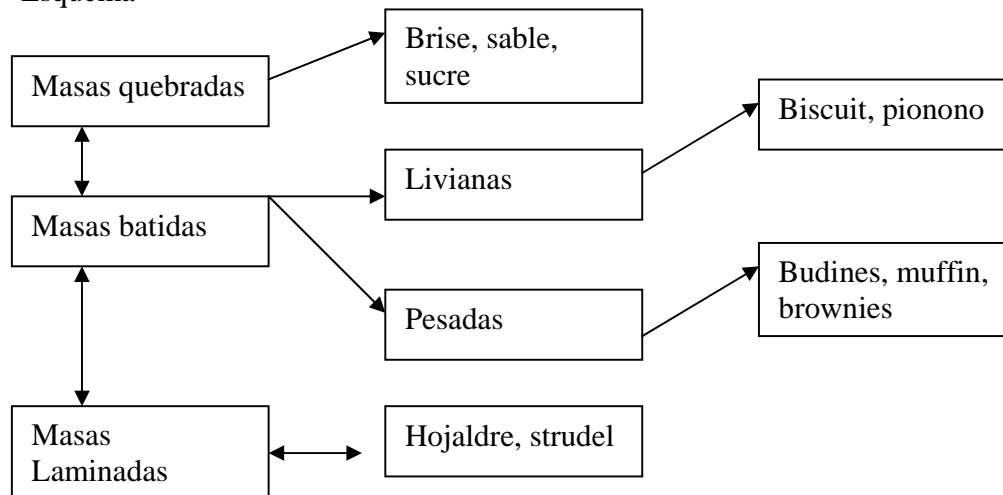 Esquema
Masas quebradas
Brise, sable,
sucre
Masas batidas
Livianas
Biscuit, pionono
Pesadas
Budines, muffin,
brownies
Masas
Laminadas
Hojaldre, strudel